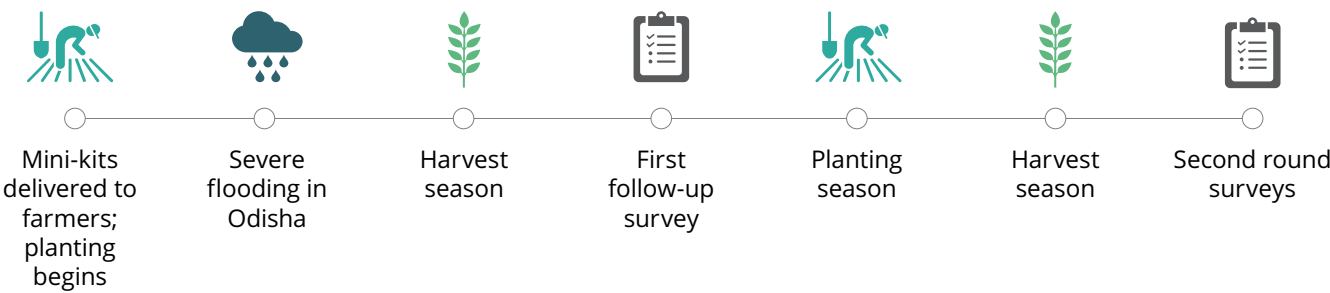 Mini-kits
delivered to
farmers;
planting
begins
Severe
flooding in
Odisha
Harvest
season
First
follow-up
survey
Planting
season
Harvest
season
Second round
surveys